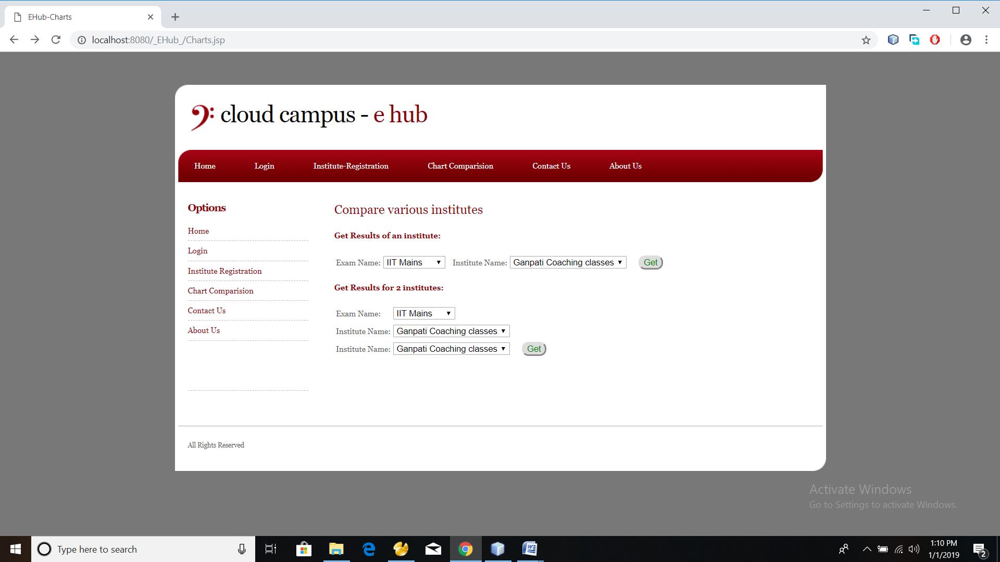 EHub-Charts
localhost:8080/_EHub_/Charts.jsp
cloud campus - e hub
Home Login Institute-Registration Chart Comparision Contact Us About Us
Options
Home
Login
Institute Registration
Chart Comparision
Contact Us
About Us
Compare various institutes
Get Results of an institute:
Exam Name: IIT Mains Institute Name: Ganpati Coaching classes Get
Get Results for 2 institutes:
Exam Name: IIT Mains
Institute Name: Ganpati Coaching classes
Institute Name: Ganpati Coaching classes Get
All Rights Reserved
Activate Windows
Go to Settings to activate Windows.
Type here to search
1:10 PM
1/1/2019
2